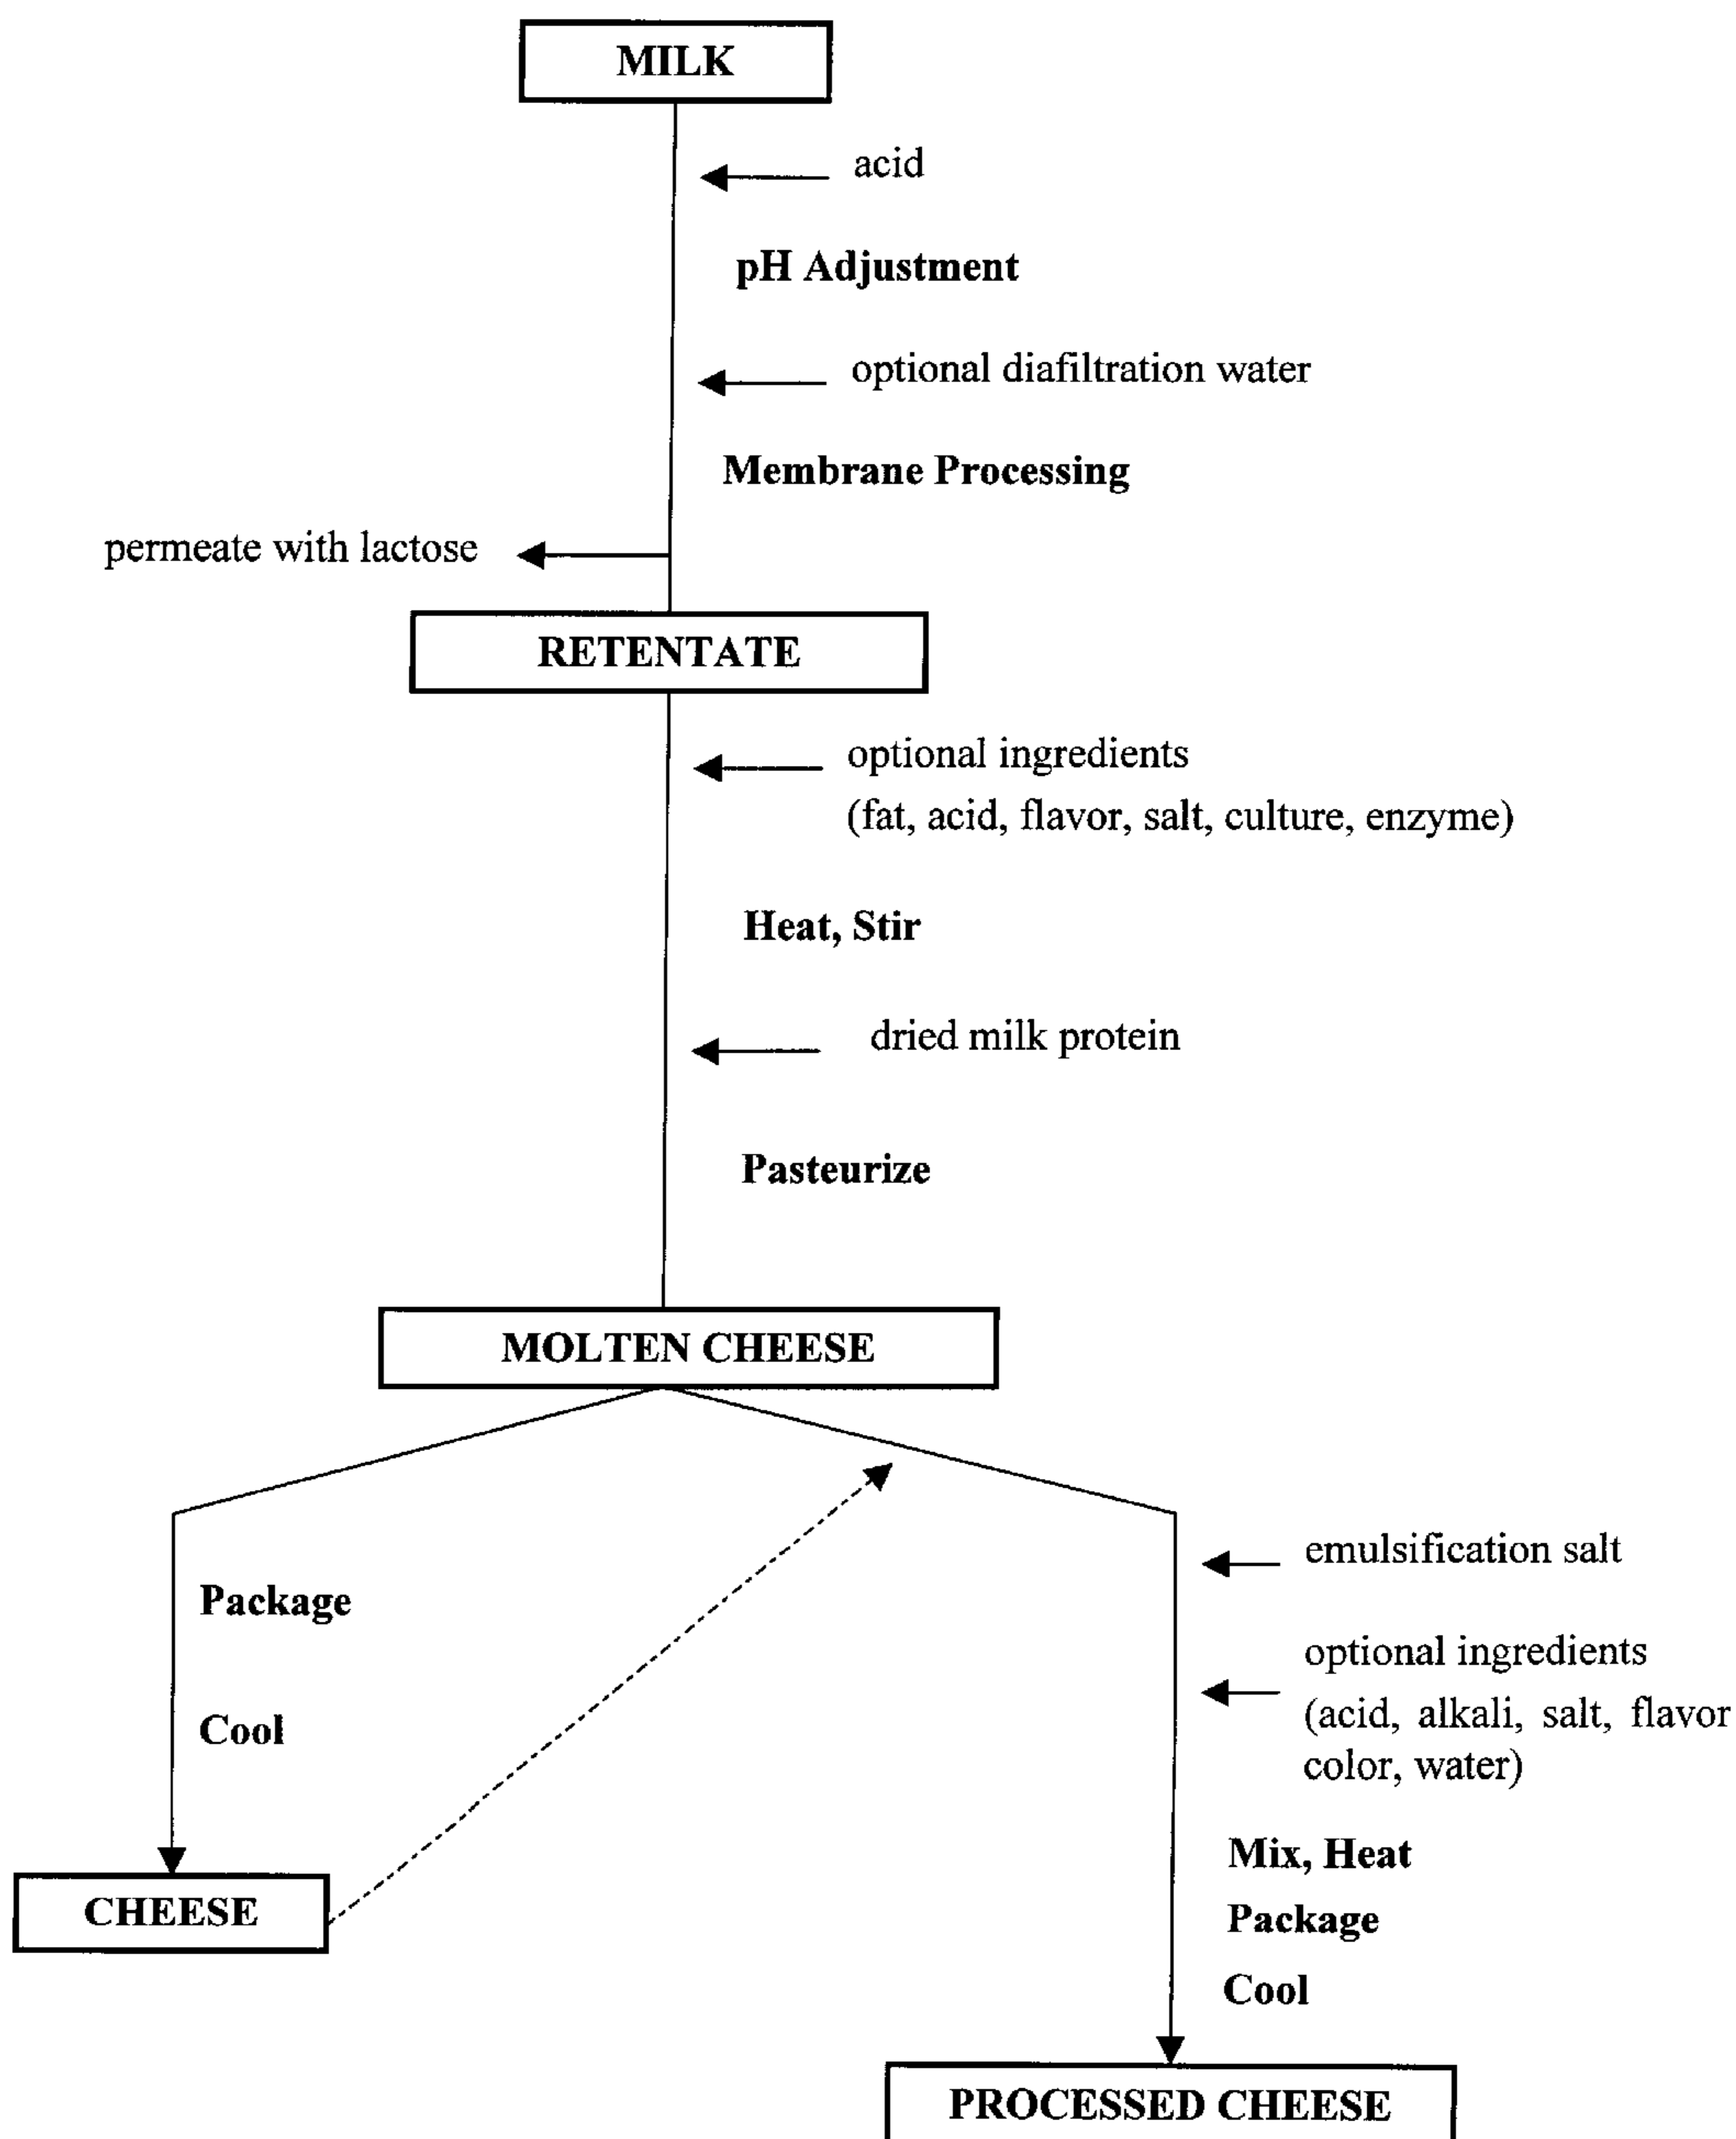 MILK
acid
pH Adjustment
optional diafiltration water
Membrane Processing
permeate with lactose
RETENTATE
optional ingredients
(fat, acid, flavor, salt, culture, enzyme)
Heat, Stir
dried milk protein
Pasteurize
MOLTEN CHEESE
emulsification salt
Package
optional ingredients
(acid, alkali, salt, flavor
color, water)
Cool
Mix, Heat
CHEESE
Package
Cool
PROCESSED CHEESE